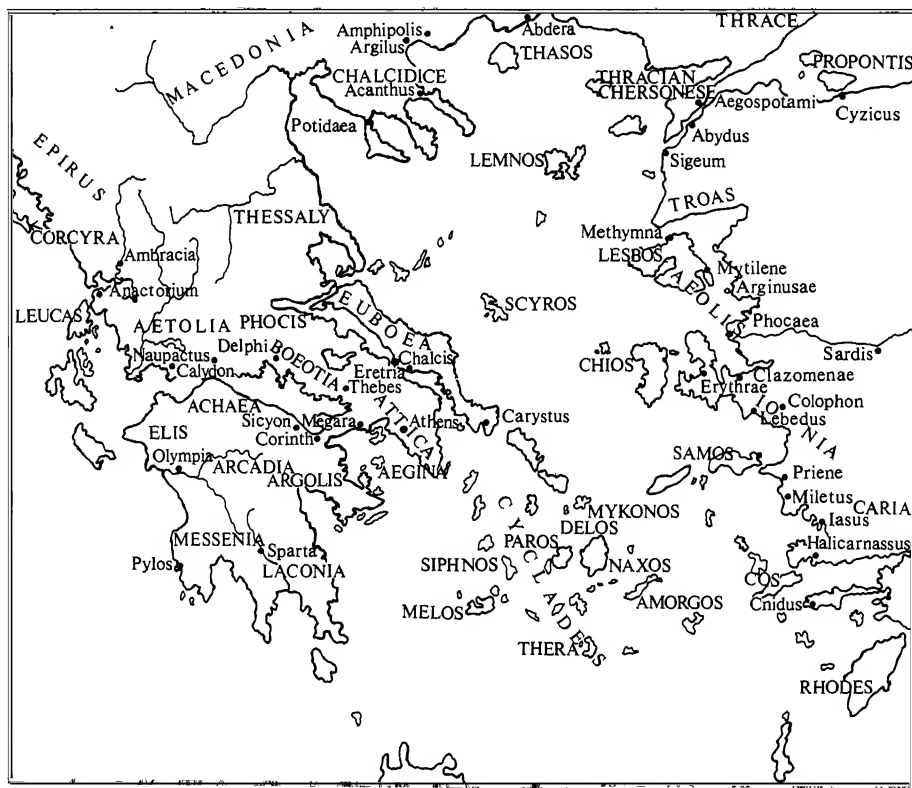 THRACE
Abdera
Amphipolis
Argilus
THASOS
MACEDONIA
PROPONTIS
CHALCIDICE
Acanthus
THRACIAN
CHERSONESE
Aegospotami
Cyzicus
Potidaea
Abydus
Sigeum
LEMNOS
EPIRUS
TROAS
THESSALY
Methymna
LESBOS
CORCYRA
Ambracia
Mytilene
Arginusae
AEOLIS
Anactorium
LEUCAS
SCYROS
EUBOEA
Phocaea
AETOLIA
PHOCIS
Delphi
BOEOTIA
Chalcis
Sardis
Naupactus
Calydon
Eretria
Thebes
CHIOS
Erythrae
Clazomenae
ACHAEA
ATTICA
Colophon
Lebedus
IONIA
Sicyon
Megara
Athens
Carystus
Corinth
ELIS
Olympia
ARCADIA
ARGOLIS
AEGINA
SAMOS
Priene
Miletus
CARIA
MYKONOS
DELOS
Iasus
CYCLADES
PAROS
MESSENIA
Sparta
Pylos
LACONIA
SIPHNOS
NAXOS
Halicarnassus
COS
MELOS
AMORGOS
Cnidus
THERA
RHODES